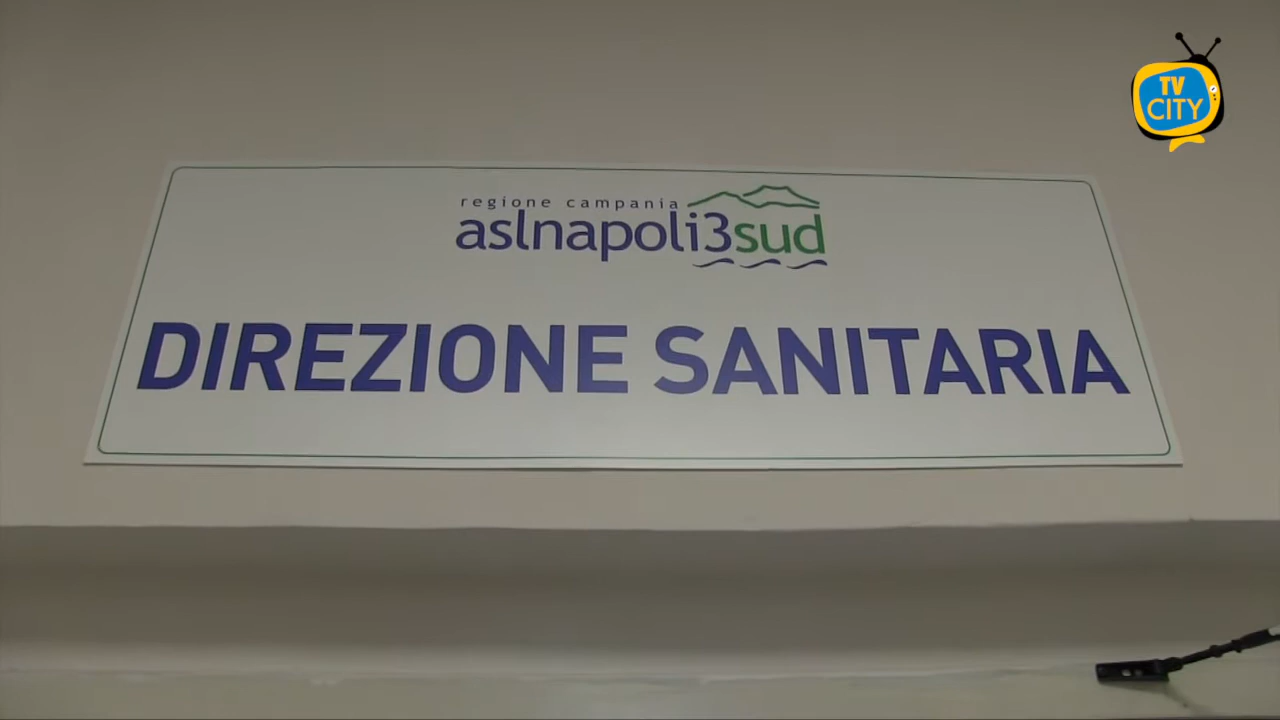 TV
CITY
regione campania
aslnapoli3sud
DIREZIONE SANITARIA